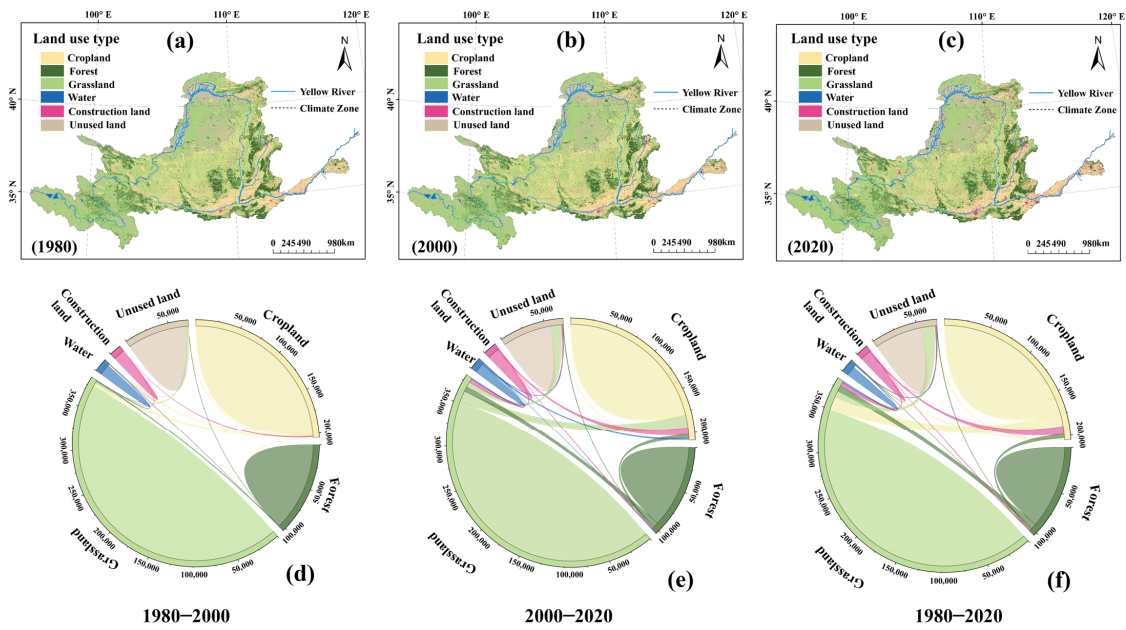 100° E 110° E 120° E
Land use type
(a)
N
Cropland
Forest
Grassland
Water
Construction land
Unused land
Yellow River
Climate Zone
40° N
35° N
(1980)
0 245490 980km
100° E 110° E 120° E
Land use type
(b)
N
Cropland
Forest
Grassland
Water
Construction land
Unused land
Yellow River
Climate Zone
40° N
35° N
(2000)
0 245490 980km
100° E 110° E 120° E
Land use type
(c)
N
Cropland
Forest
Grassland
Water
Construction land
Unused land
Yellow River
Climate Zone
40° N
35° N
(2020)
0 245490 980km
Unused land
50,000
Cropland
50,000
100,000
150,000
200,000
Forest
50,000
100,000
Grassland
50,000
100,000
150,000
200,000
250,000
300,000
350,000
Water
Construction
land
(d)
1980–2000
Unused land
50,000
Cropland
50,000
100,000
150,000
200,000
Forest
50,000
100,000
Grassland
50,000
100,000
150,000
200,000
250,000
300,000
350,000
Water
Construction
land
(e)
2000–2020
Unused land
50,000
Cropland
50,000
100,000
150,000
200,000
Forest
50,000
100,000
Grassland
50,000
100,000
150,000
200,000
250,000
300,000
350,000
Water
Construction
land
(f)
1980–2020